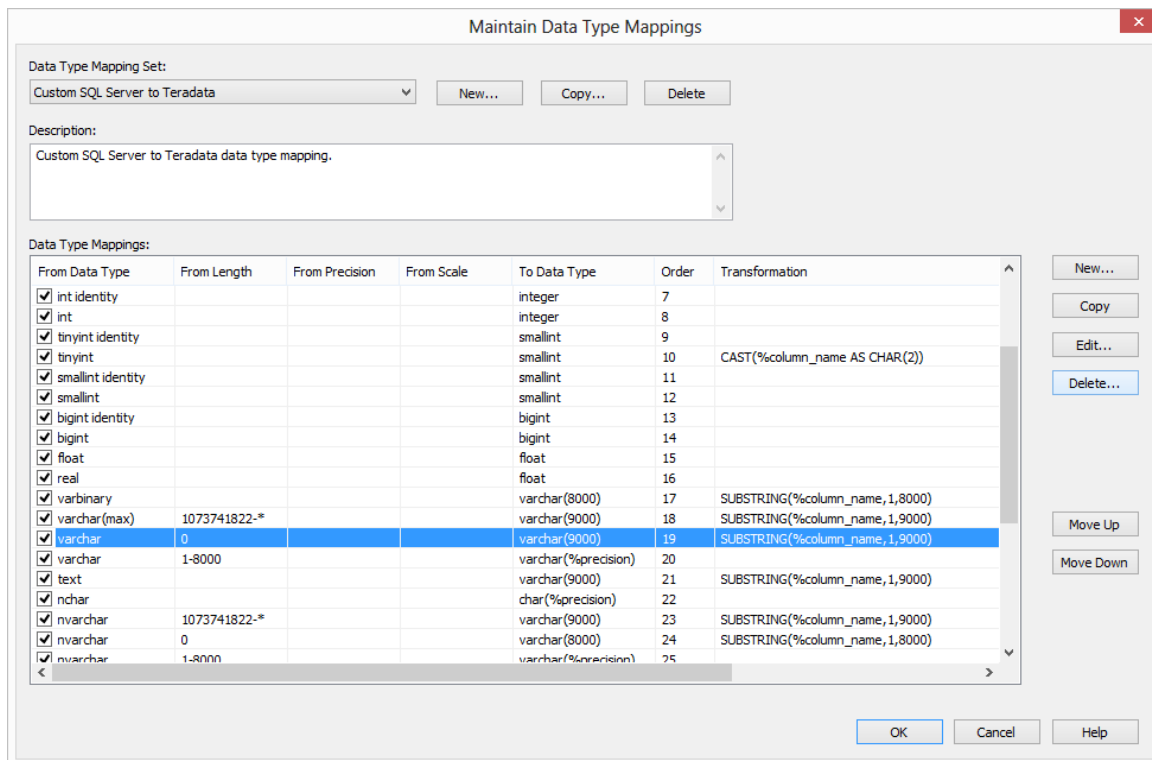 Maintain Data Type Mappings
Data Type Mapping Set:
Custom SQL Server to Teradata New... Copy... Delete
Description:
Custom SQL Server to Teradata data type mapping.
Data Type Mappings:
From Data Type From Length From Precision From Scale To Data Type Order Transformation
int identity integer 7
int integer 8
tinyint identity smallint 9
tinyint smallint 10 CAST(%column_name AS CHAR(2))
smallint identity smallint 11
smallint smallint 12
bigint identity bigint 13
bigint bigint 14
float float 15
real float 16
varbinary varchar(8000) 17 SUBSTRING(%column_name,1,8000)
varchar(max) 1073741822-* varchar(9000) 18 SUBSTRING(%column_name,1,9000)
varchar 0 varchar(9000) 19 SUBSTRING(%column_name,1,9000)
varchar 1-8000 varchar(%precision) 20
text varchar(9000) 21 SUBSTRING(%column_name,1,9000)
nchar char(%precision) 22
nvarchar 1073741822-* varchar(9000) 23 SUBSTRING(%column_name,1,9000)
nvarchar 0 varchar(8000) 24 SUBSTRING(%column_name,1,8000)
nvarchar 1-8000 varchar(%precision) 25
New...
Copy
Edit...
Delete...
Move Up
Move Down
OK Cancel Help